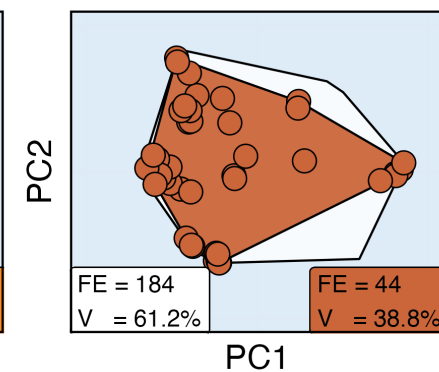 PC2
FE = 184
V = 61.2%
FE = 44
V = 38.8%
PC1